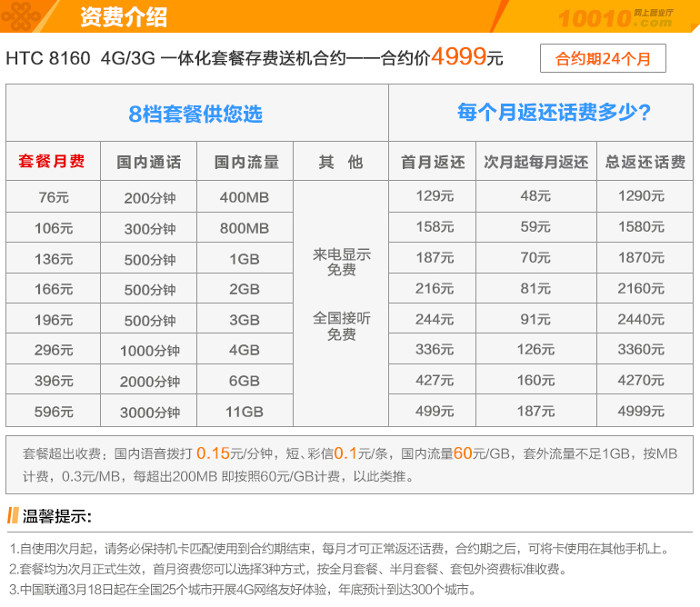 资费介绍
网上营业厅
10010.com
HTC 8160 4G/3G 一体化套餐存费送机合约——合约价4999元
合约期24个月
8档套餐供您选 每个月返还话费多少?
套餐月费 国内通话 国内流量 其 他 首月返还 次月起每月返还 总返还话费
76元 200分钟 400MB 129元 48元 1290元
106元 300分钟 800MB 158元 59元 1580元
136元 500分钟 1GB 187元 70元 1870元
166元 500分钟 2GB 216元 81元 2160元
196元 500分钟 3GB 244元 91元 2440元
296元 1000分钟 4GB 336元 126元 3360元
396元 2000分钟 6GB 427元 160元 4270元
596元 3000分钟 11GB 499元 187元 4999元
来电显示
免费
全国接听
免费
套餐超出收费：国内语音拨打 0.15元/分钟，短、彩信0.1元/条，国内流量60元/GB，套外流量不足1GB，按MB
计费，0.3元/MB，每超出200MB 即按照60元/GB计费，以此类推。
温馨提示:
1.自使用次月起，请务必保持机卡匹配使用到合约期结束，每月才可正常返还话费，合约期之后，可将卡使用在其他手机上。
2.套餐均为次月正式生效，首月资费您可以选择3种方式，按全月套餐、半月套餐、套包外资费标准收费。
3.中国联通3月18日起在全国25个城市开展4G网络友好体验，年底预计到达300个城市。